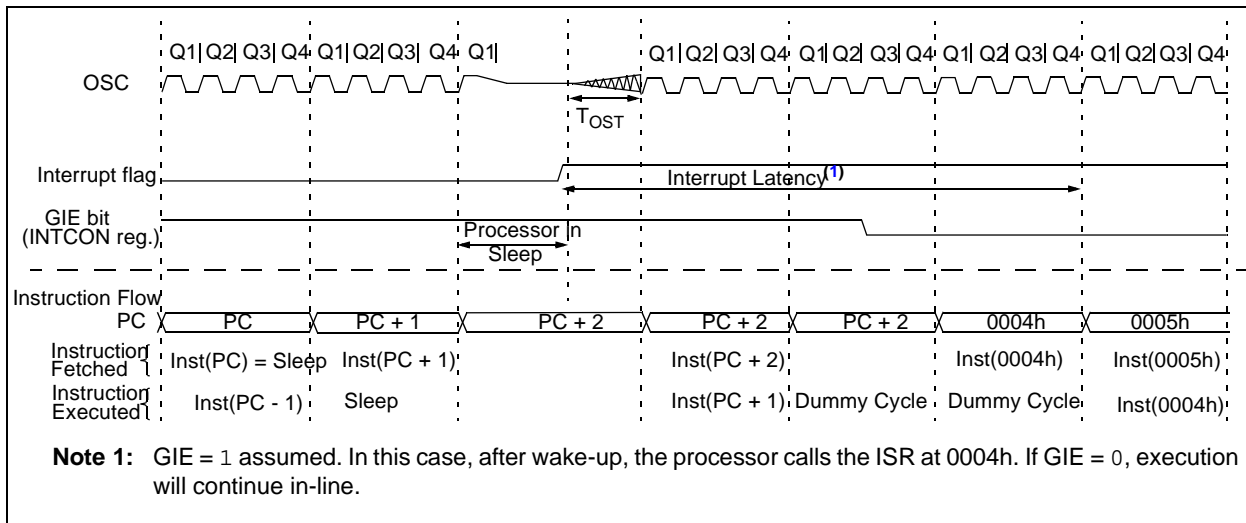 Q1| Q2| Q3| Q4 Q1| Q2| Q3| Q4 Q1| Q1| Q2| Q3| Q4 Q1| Q2| Q3| Q4 Q1| Q2| Q3| Q4 Q1| Q2| Q3| Q4
OSC
TOST
Interrupt flag
Interrupt Latency(1)
GIE bit
(INTCON reg.)
Processor in
Sleep
Instruction Flow
PC PC PC + 1 PC + 2 PC + 2 PC + 2 0004h 0005h
Instruction
Fetched
Inst(PC) = Sleep Inst(PC + 1) Inst(PC + 2) Inst(0004h) Inst(0005h)
Instruction
Executed
Inst(PC - 1) Sleep Inst(PC + 1) Dummy Cycle Dummy Cycle Inst(0004h)
Note 1: GIE = 1 assumed. In this case, after wake-up, the processor calls the ISR at 0004h. If GIE = 0, execution
will continue in-line.